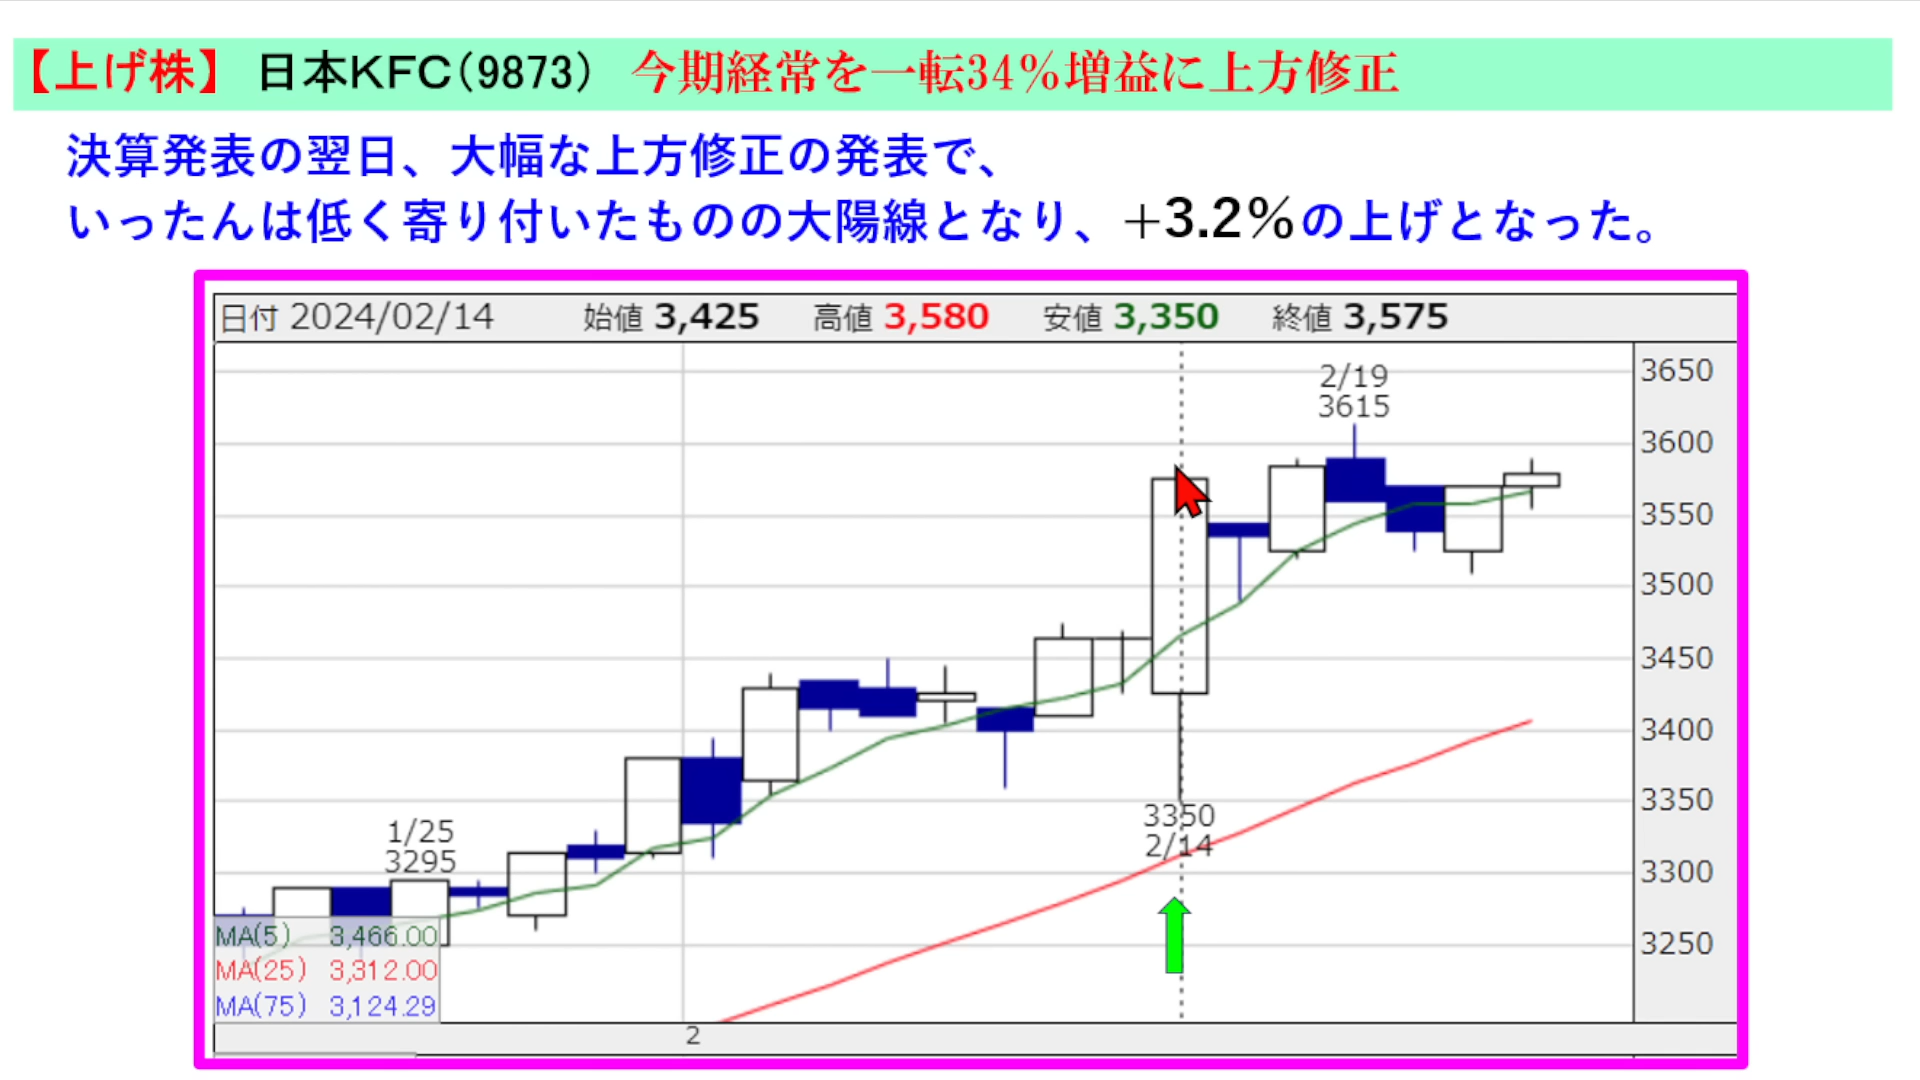 【上げ株】 日本KFC(9873) 今期経常を一転34%増益に上方修正
決算発表の翌日、大幅な上方修正の発表で、
いったんは低く寄り付いたものの大陽線となり、+3.2%の上げとなった。
日付 2024/02/14 始値 3,425 高値 3,580 安値 3,350 終値 3,575
3650
2/19
3615
3600
3550
3500
3450
3400
3350
3350
2/14
1/25
3295
3300
3250
MA(5) 3,466.00
MA(25) 3,312.00
MA(75) 3,124.29
2